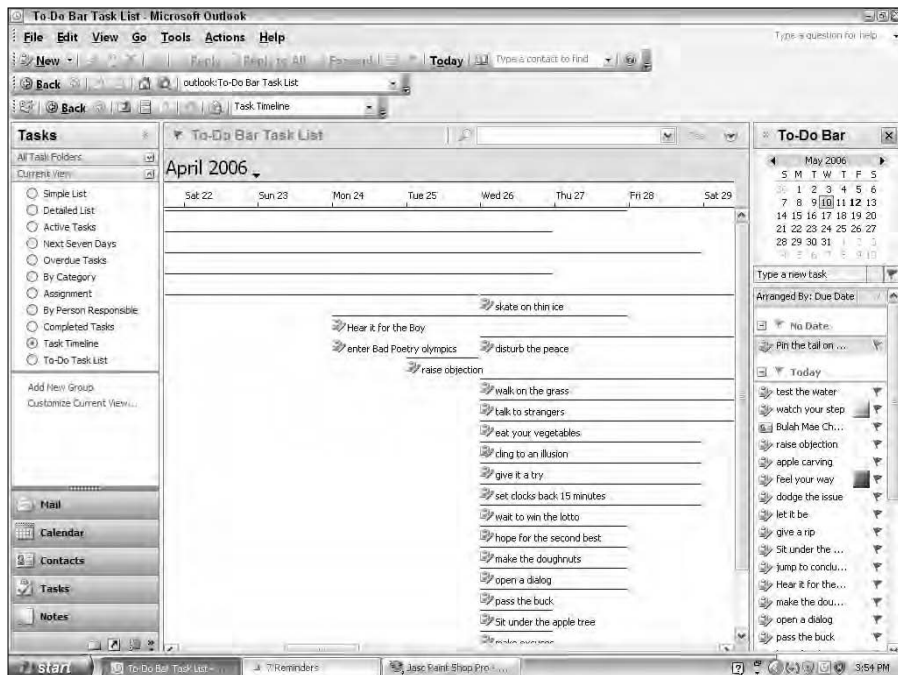 To-Do Bar Task List - Microsoft Outlook
File Edit View Go Tools Actions Help
Type a question for help
New Reply Reply to All Forward Today Type a contact to find
Back outlook:To-Do Bar Task List
Back Task Timeline
Tasks
All Task Folders
Current View
Simple List
Detailed List
Active Tasks
Next Seven Days
Overdue Tasks
By Category
Assignment
By Person Responsible
Completed Tasks
Task Timeline
To-Do Task List
Add New Group
Customize Current View...
Mail
Calendar
Contacts
Tasks
Notes
To-Do Bar Task List
April 2006
Sat 22 Sun 23 Mon 24 Tue 25 Wed 26 Thu 27 Fri 28 Sat 29
skate on thin ice
Hear it for the Boy
enter Bad Poetry olympics disturb the peace
raise objection
walk on the grass
talk to strangers
eat your vegetables
cling to an illusion
give it a try
set clocks back 15 minutes
wait to win the lotto
hope for the second best
make the doughnuts
open a dialog
pass the buck
Sit under the apple tree
make excuses
To-Do Bar
May 2006
S M T W T F S
30 1 2 3 4 5 6
7 8 9 10 11 12 13
14 15 16 17 18 19 20
21 22 23 24 25 26 27
28 29 30 31 1 2 3
4 5 6 7 8 9 10
Type a new task
Arranged By: Due Date
No Date
Pin the tail on ...
Today
test the water
watch your step
Bulah Mae Ch...
raise objection
apple carving
feel your way
dodge the issue
let it be
give a rip
Sit under the ...
jump to conclu...
Hear it for the...
make the dou...
open a dialog
pass the buck
start To-Do Bar Task List - ... 7 Reminders Jasc Paint Shop Pro - ... 3:54 PM